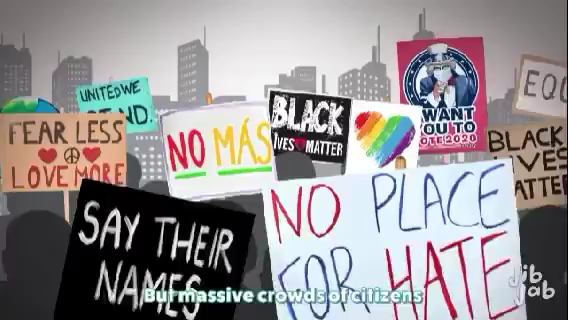 UNITED WE
STAND.
FEAR LESS
LOVE MORE
NO MÁS
BLACK
LIVES MATTER
WANT
YOU TO
VOTE 2020
EQU
BLACK
LIVES
MATTER
SAY THEIR
NAMES
NO PLACE
FOR HATE
But massive crowds of citizens
Jib
Jab